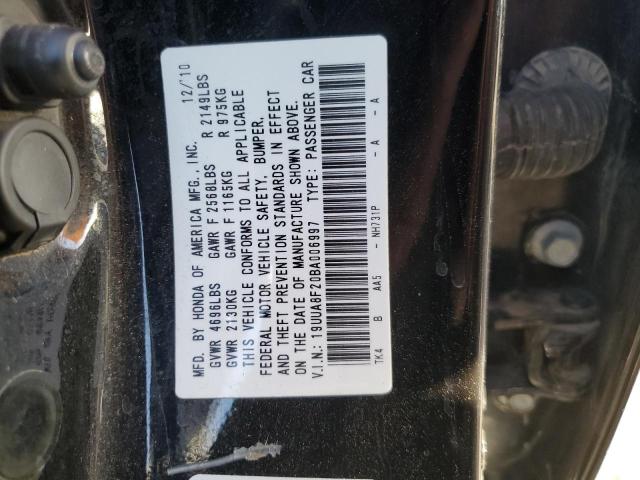 MFD. BY HONDA OF AMERICA MFG., INC. 12/'10
GVWR 4696LBS GAWR F 2568LBS R 2149LBS
GVWR 2130KG GAWR F 1165KG R 975KG
THIS VEHICLE CONFORMS TO ALL APPLICABLE
FEDERAL MOTOR VEHICLE SAFETY, BUMPER,
AND THEFT PREVENTION STANDARDS IN EFFECT
ON THE DATE OF MANUFACTURE SHOWN ABOVE.
V.I.N.: 19UUA8F20BA006997 TYPE: PASSENGER CAR
TK4 B AA5 - NH731P - A - A